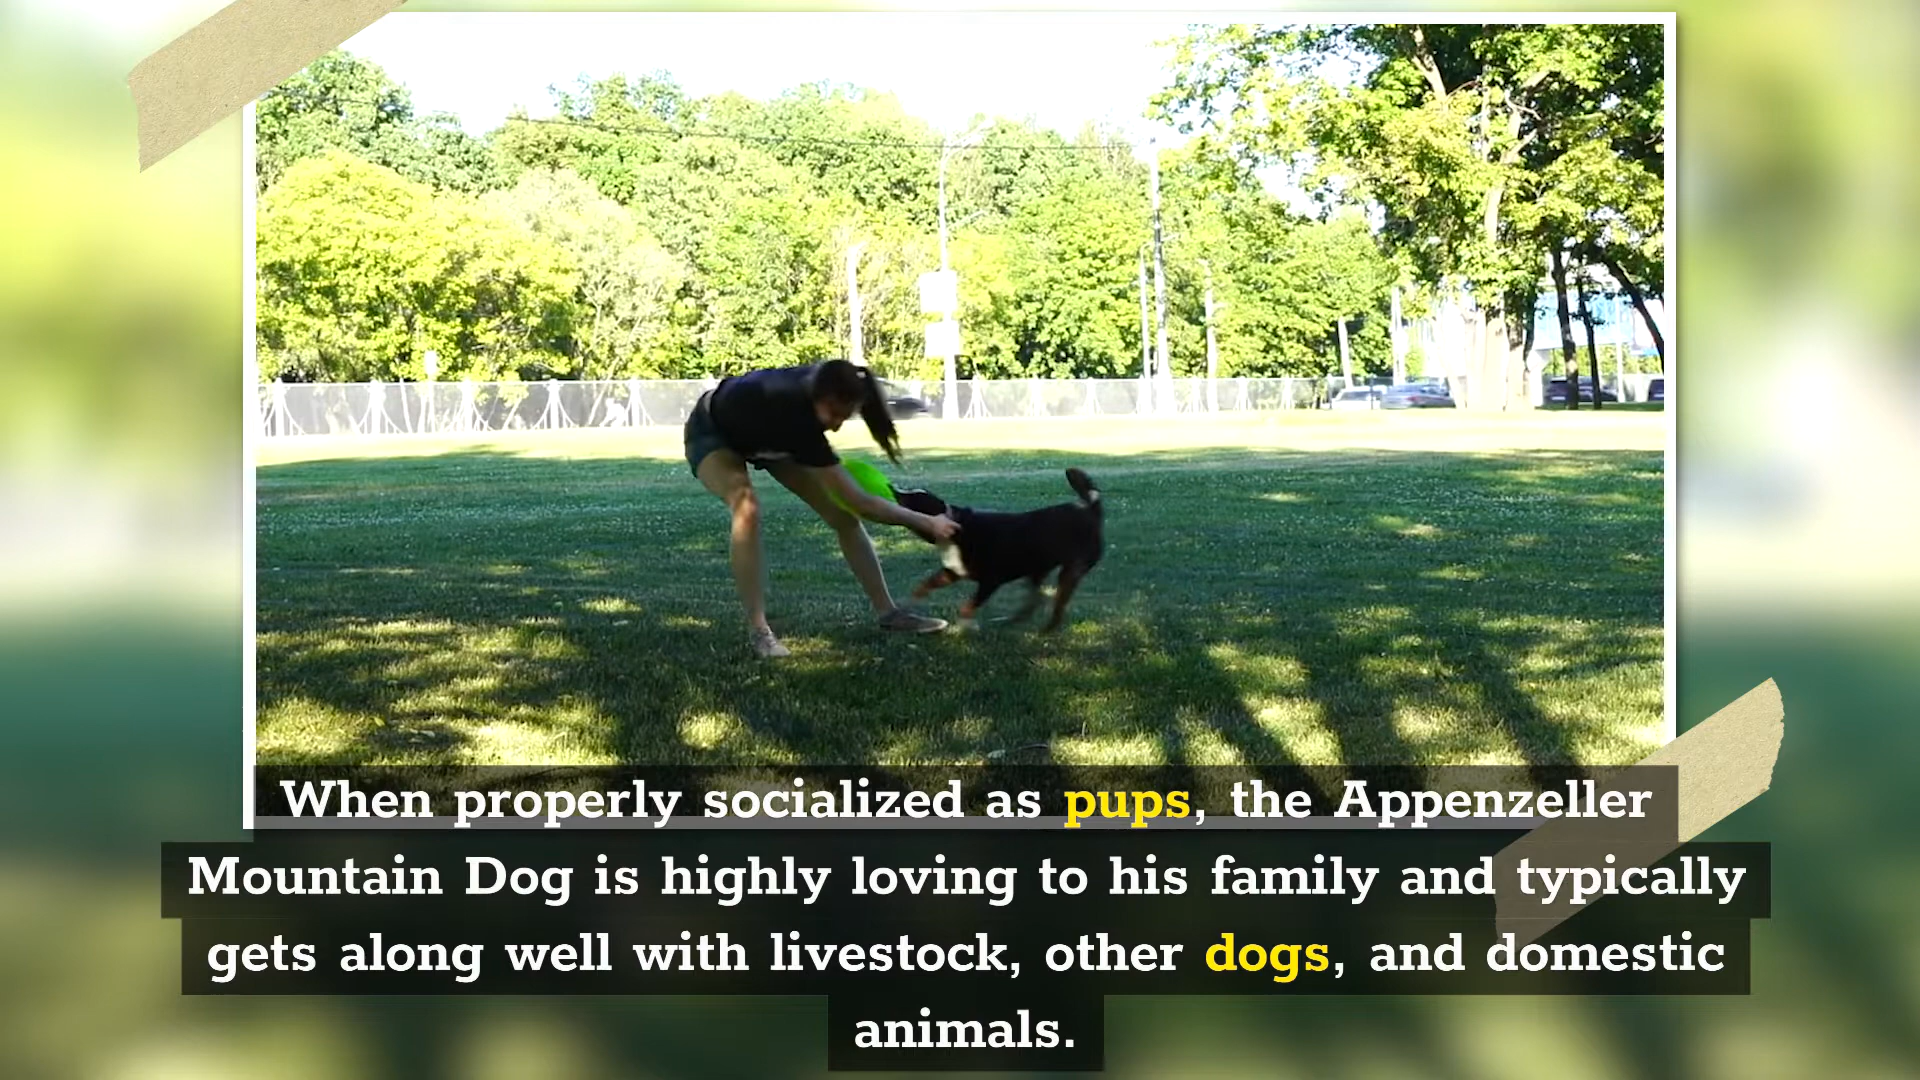 When properly socialized as pups, the Appenzeller
Mountain Dog is highly loving to his family and typically
gets along well with livestock, other dogs, and domestic
animals.